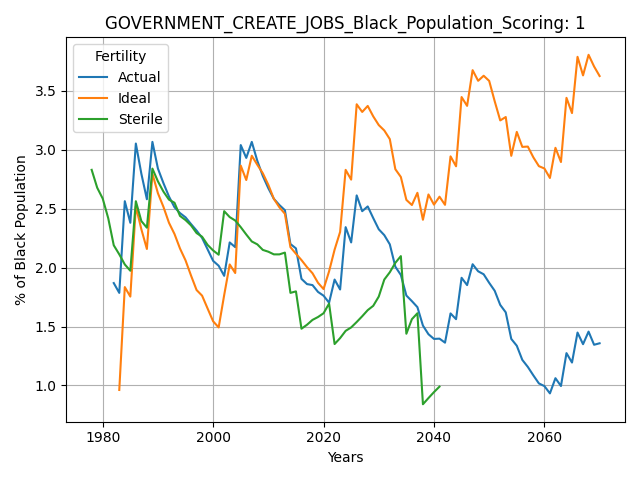 GOVERNMENT_CREATE_JOBS_Black_Population_Scoring: 1
Fertility
Actual
Ideal
Sterile
% of Black Population
3.5
3.0
2.5
2.0
1.5
1.0
1980 2000 2020 2040 2060
Years